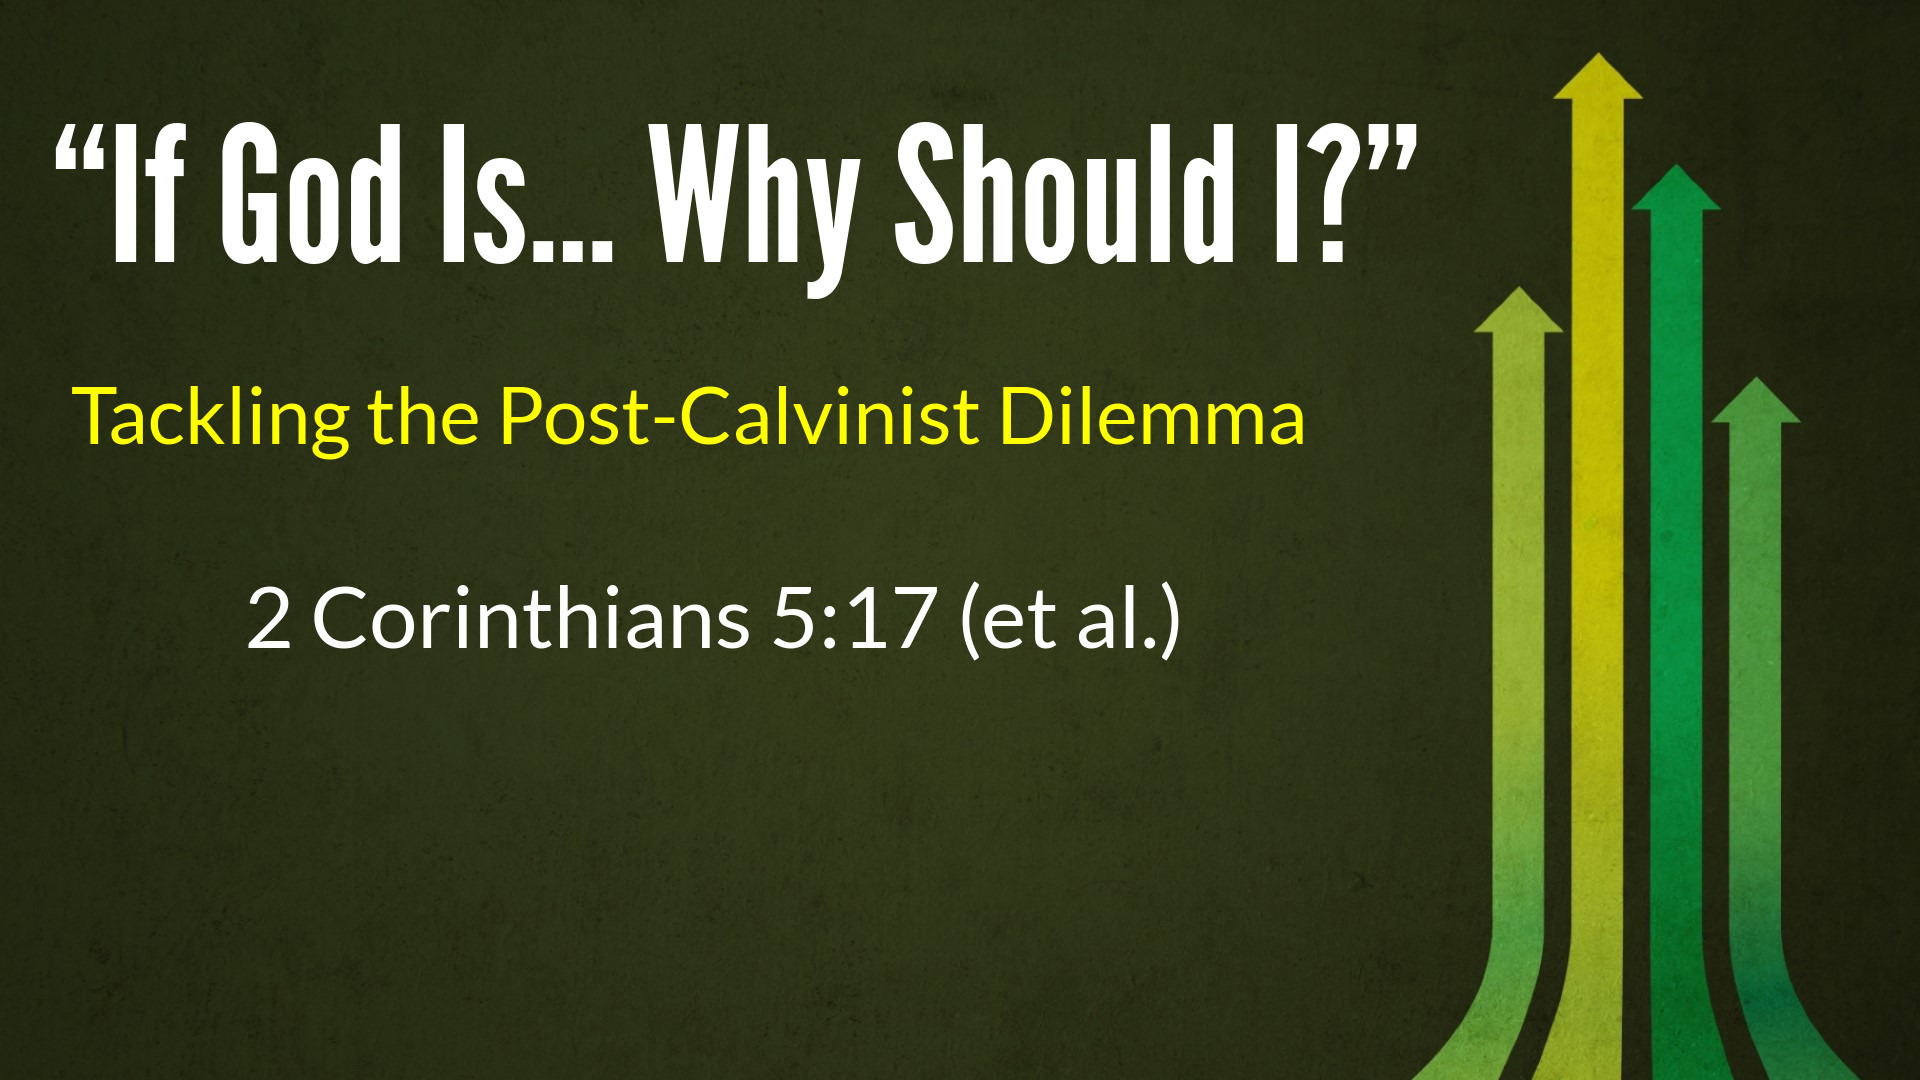 “If God Is... Why Should I?”
Tackling the Post-Calvinist Dilemma
2 Corinthians 5:17 (et al.)